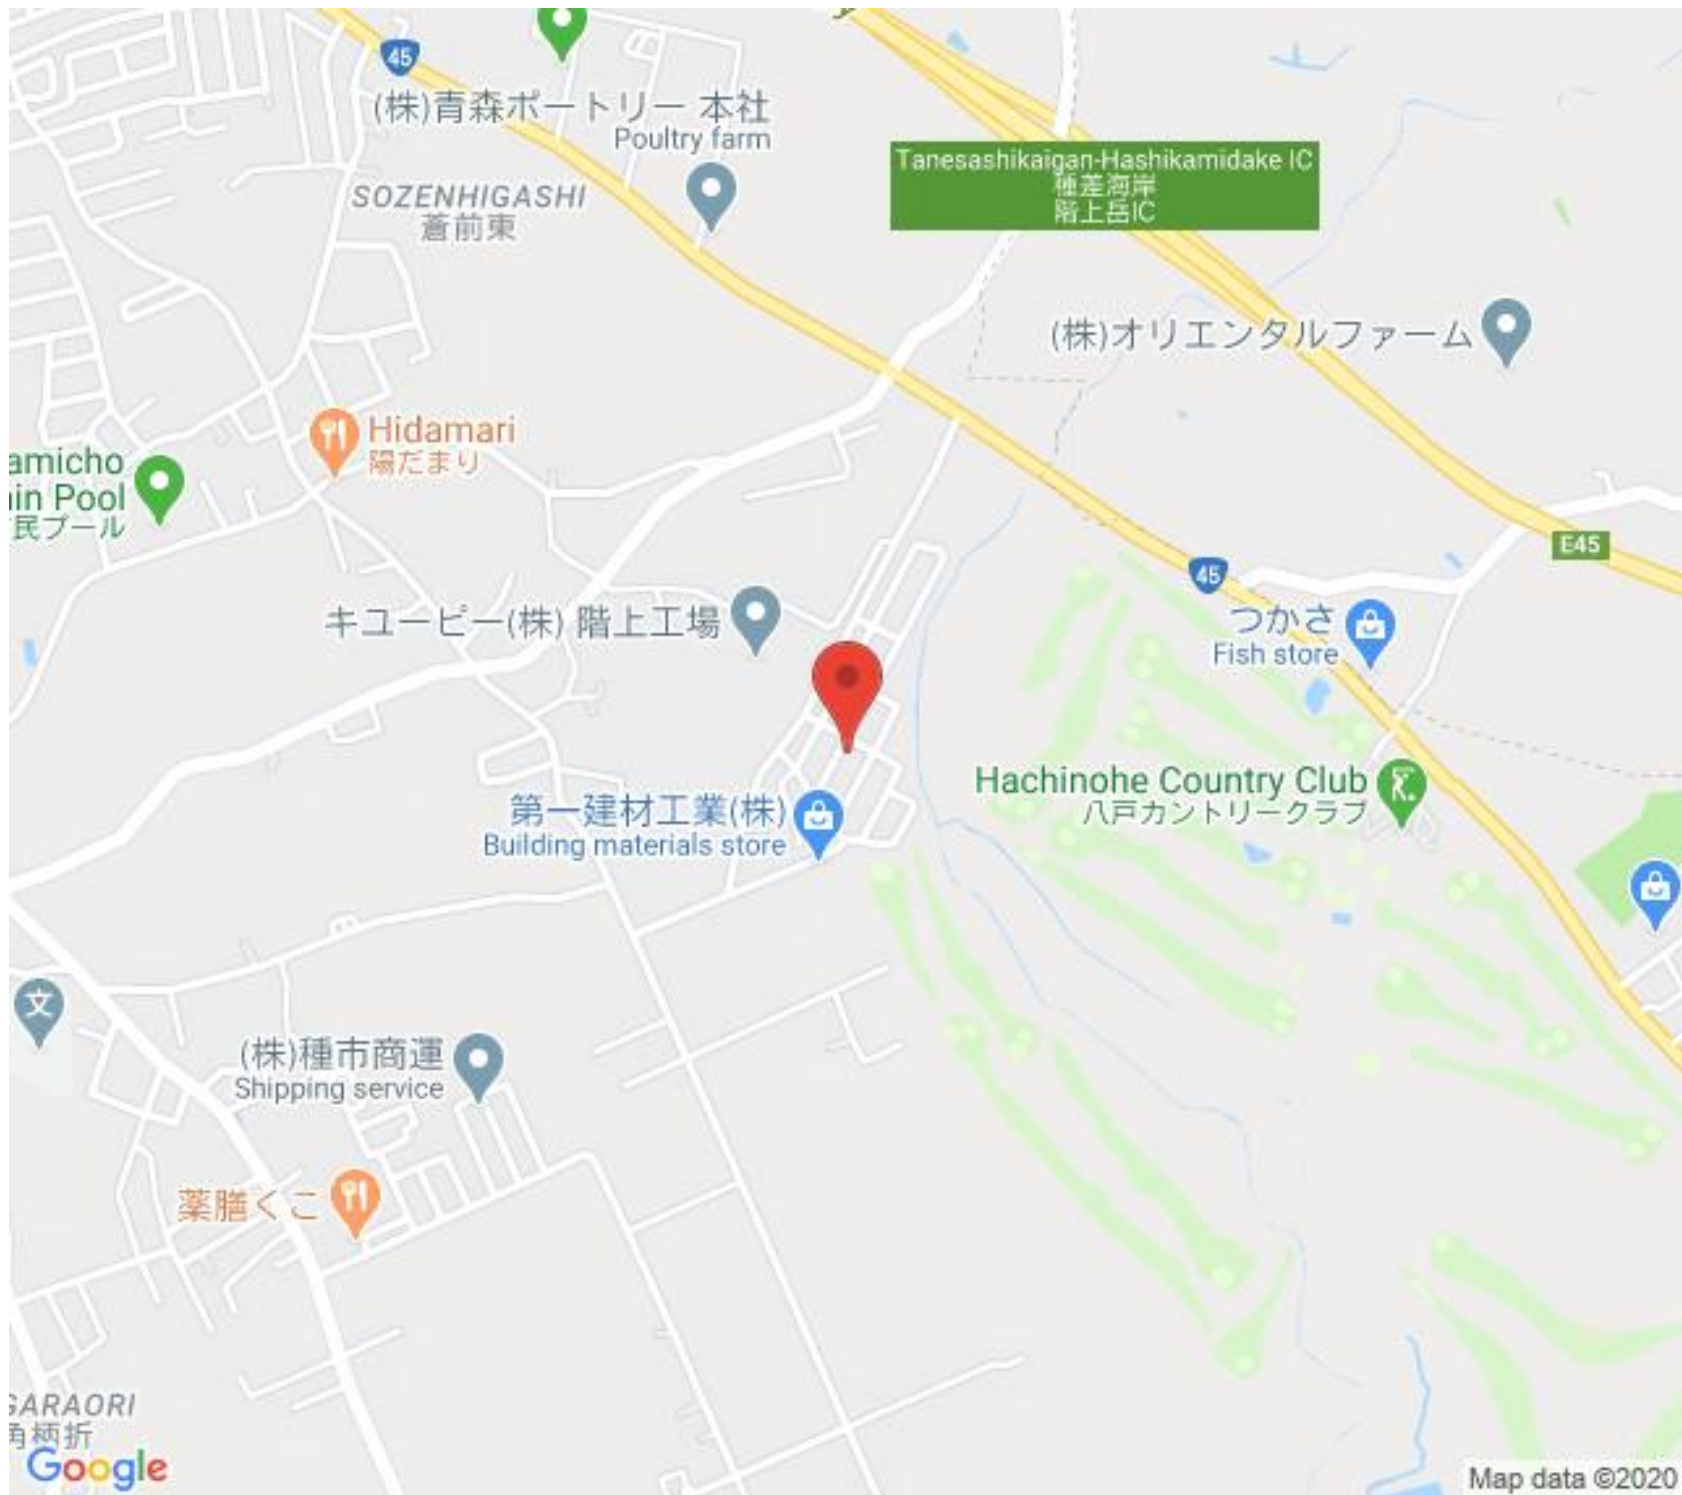 45
(株)青森ポートリー 本社
Poultry farm
Tanesashikaigan-Hashikamidake IC
種差海岸
階上岳IC
SOZENHIGASHI
蒼前東
(株)オリエンタルファーム
Hidamari
陽だまり
amicho
in Pool
民プール
E45
45
キユーピー(株) 階上工場
つかさ
Fish store
Hachinohe Country Club
八戸カントリークラブ
第一建材工業(株)
Building materials store
文
(株)種市商運
Shipping service
薬膳くこ
GARAORI
角柄折
Google
Map data ©2020